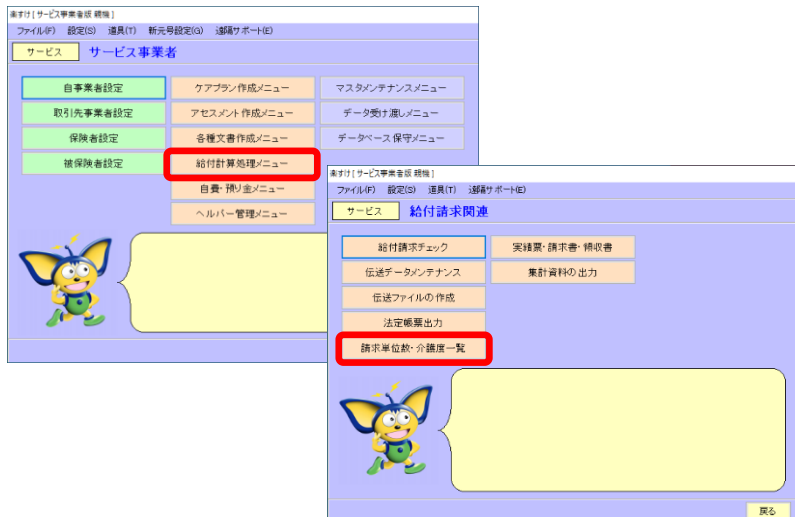 楽すけ [ サービス事業者版 親機 ]
ファイル(F) 設定(S) 道具(T) 新元号設定(G) 遠隔サポート(E)
サービス サービス事業者
自事業者設定 ケアプラン作成メニュー マスタメンテナンスメニュー
取引先事業者設定 アセスメント作成メニュー データ受け渡しメニュー
保険者設定 各種文書作成メニュー データベース保守メニュー
被保険者設定 給付計算処理メニュー
自費・預り金メニュー
ヘルパー管理メニュー
楽すけ [ サービス事業者版 親機 ]
ファイル(F) 設定(S) 道具(T) 遠隔サポート(E)
サービス 給付請求関連
給付請求チェック 実績票・請求書・領収書
伝送データメンテナンス 集計資料の出力
伝送ファイルの作成
法定帳票出力
請求単位数・介護度一覧
戻る